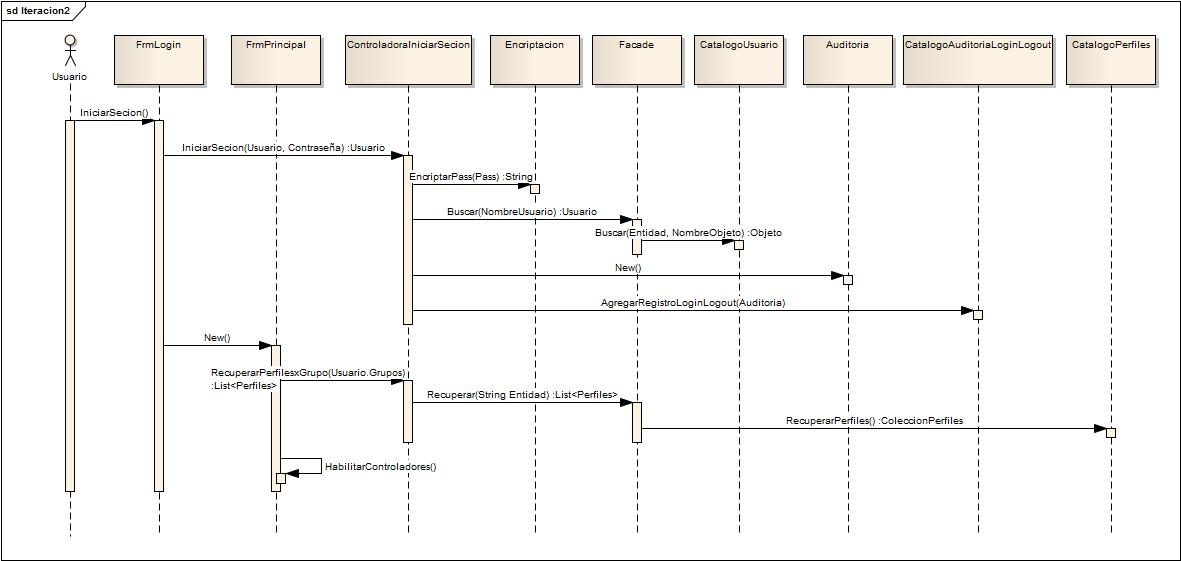 sd Iteracion2
Usuario
FrmLogin
FrmPrincipal
ControladoraIniciarSecion
Encriptacion
Facade
CatalogoUsuario
Auditoria
CatalogoAuditoriaLoginLogout
CatalogoPerfiles
IniciarSecion()
IniciarSecion(Usuario, Contraseña) :Usuario
EncriptarPass(Pass) :String
Buscar(NombreUsuario) :Usuario
Buscar(Entidad, NombreObjeto) :Objeto
New()
AgregarRegistroLoginLogout(Auditoria)
New()
RecuperarPerfilesxGrupo(Usuario.Grupos)
:List<Perfiles>
Recuperar(String Entidad) :List<Perfiles>
RecuperarPerfiles() :ColeccionPerfiles
HabilitarControladores()